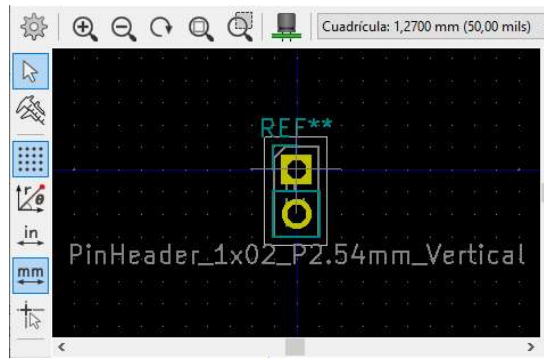 Cuadrícula: 1,2700 mm (50,00 mils)
REF**
PinHeader_1x02_P2.54mm_Vertical
r
θ
in
mm